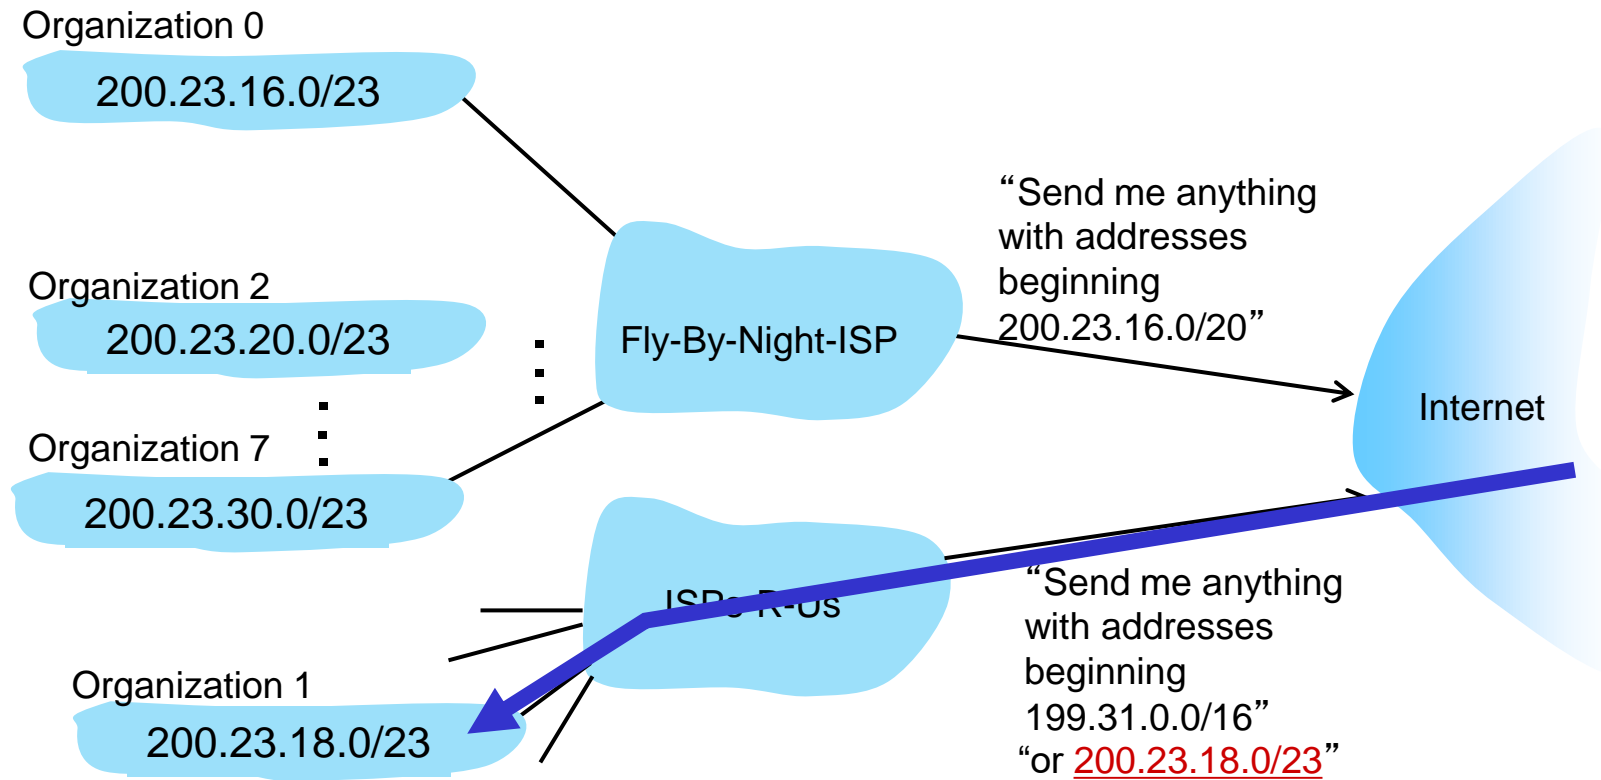 Organization 0
200.23.16.0/23
Organization 2
200.23.20.0/23
Organization 7
200.23.30.0/23
Fly-By-Night-ISP
“Send me anything
with addresses
beginning
200.23.16.0/20”
Internet
ISPs-R-Us
Organization 1
200.23.18.0/23
“Send me anything
with addresses
beginning
199.31.0.0/16”
“or 200.23.18.0/23”